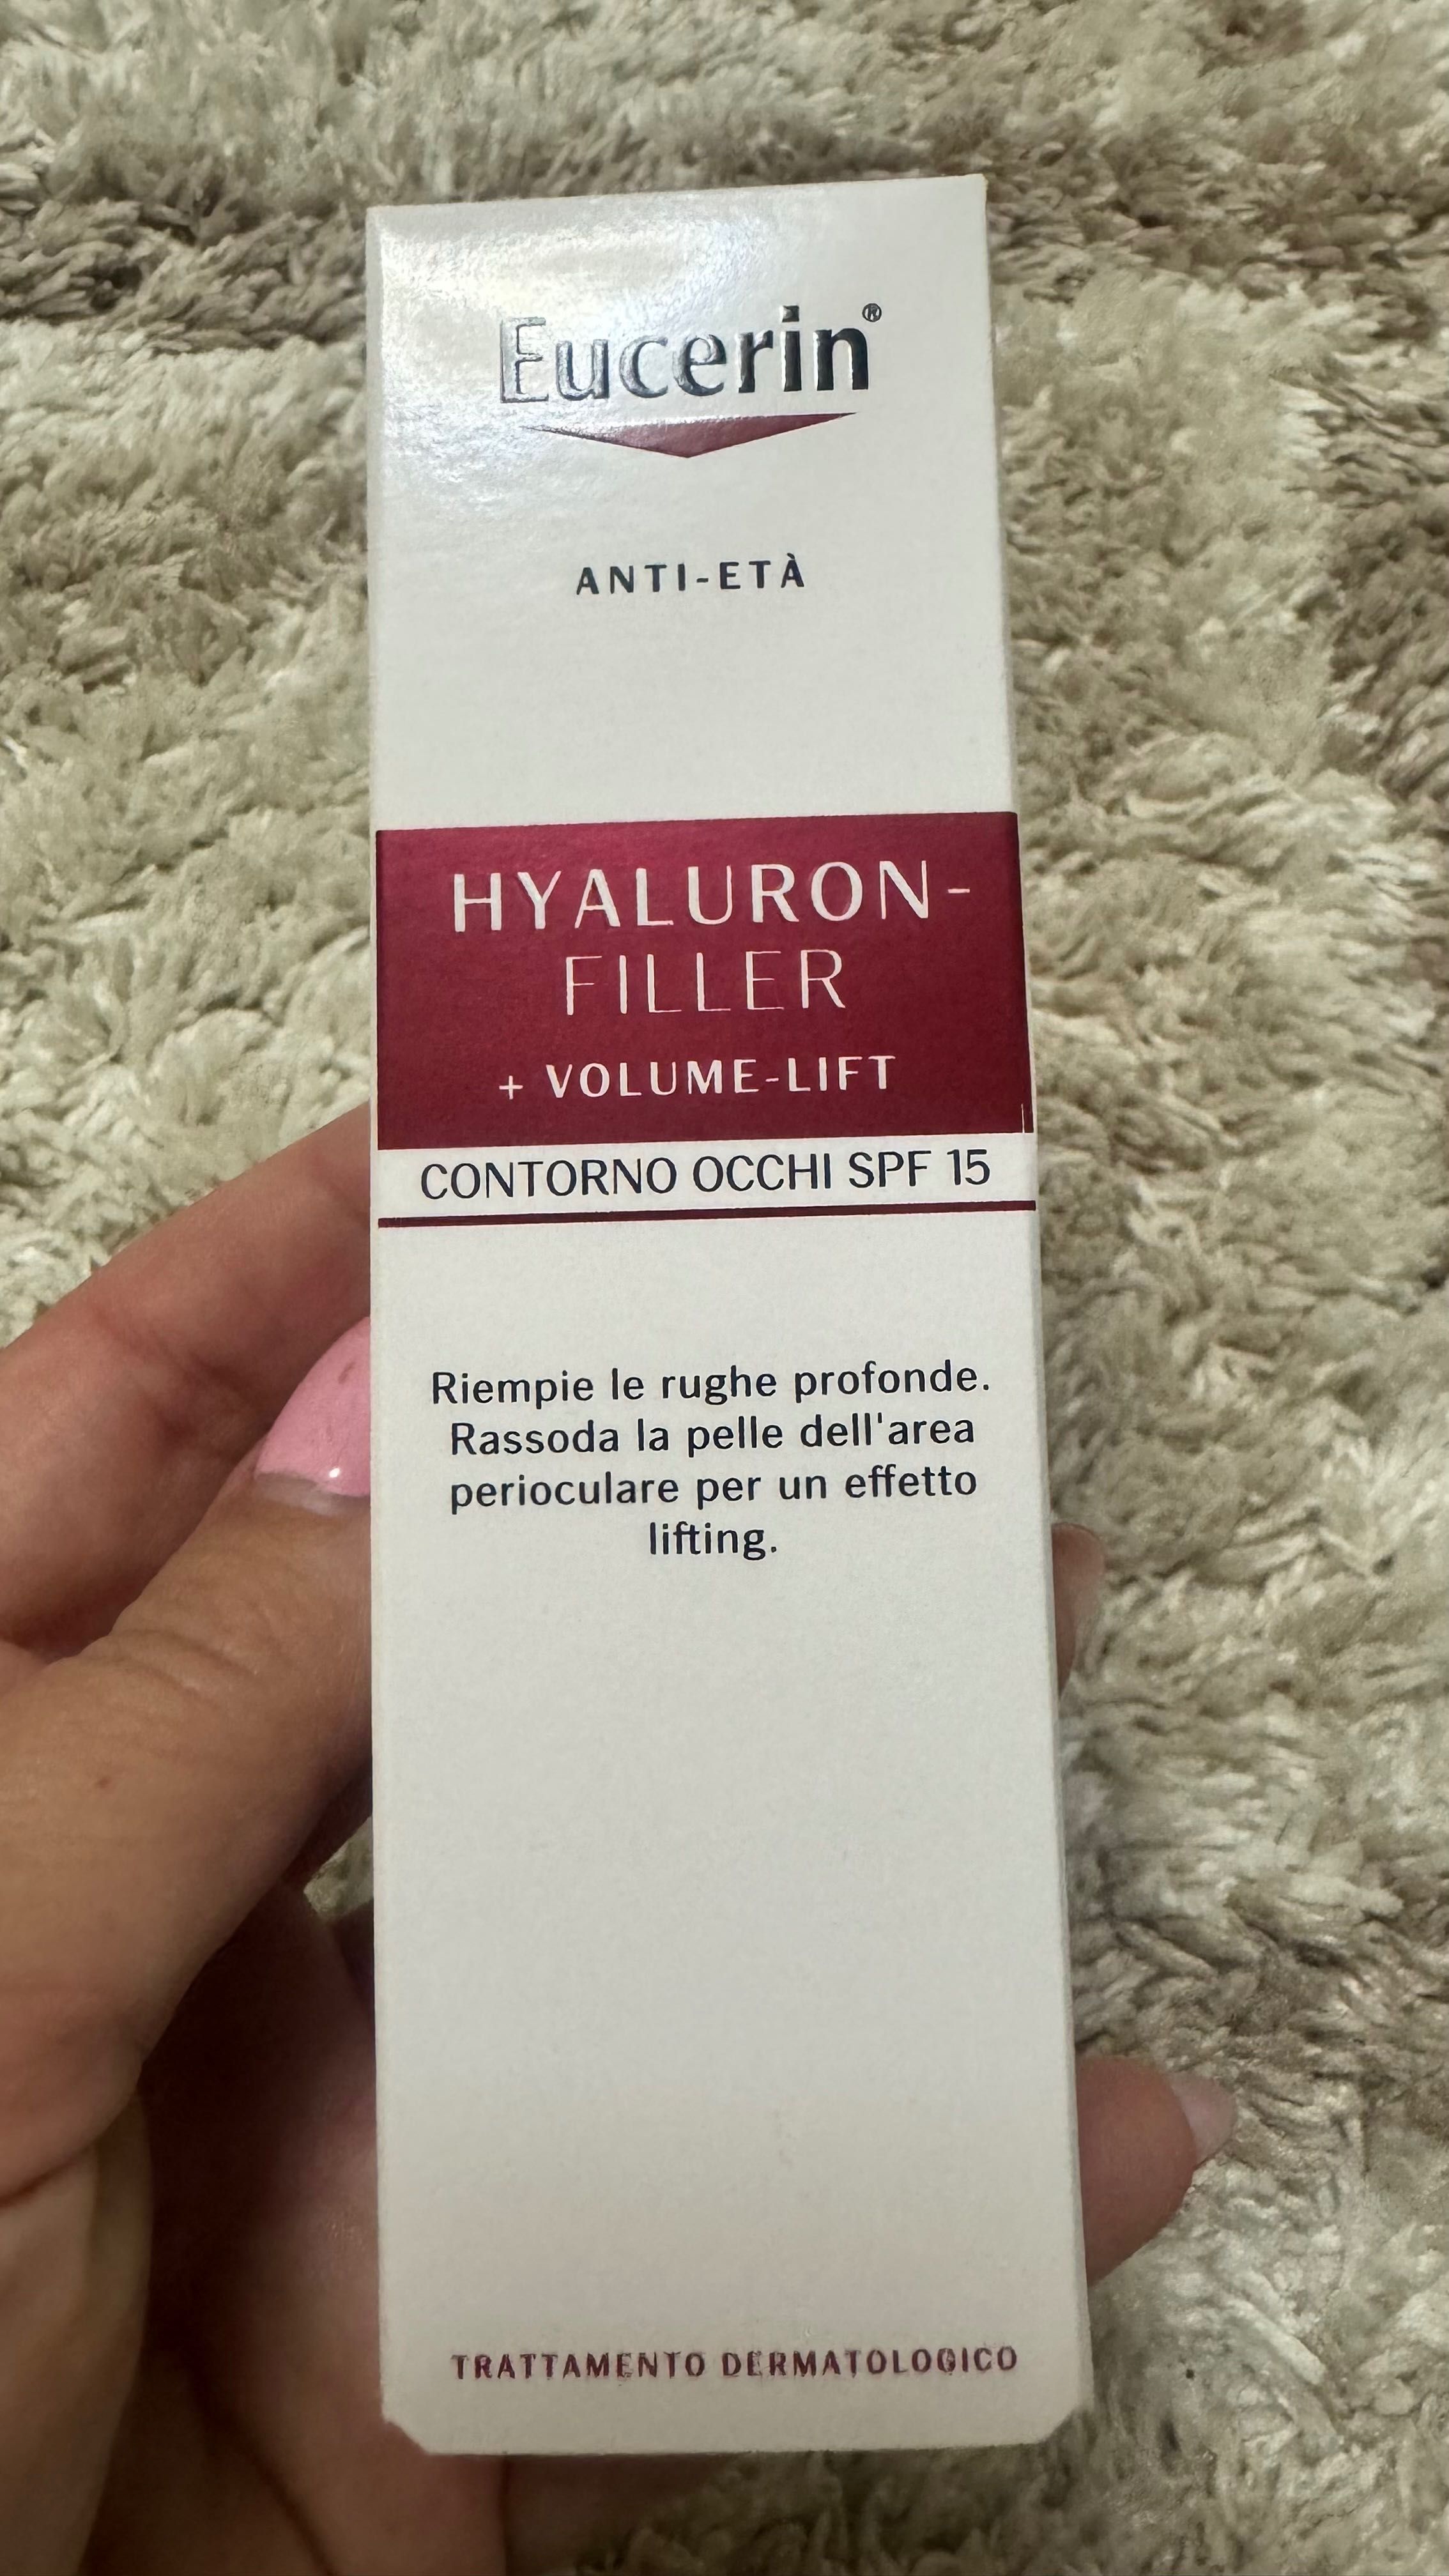 Eucerin®
ANTI-ETÀ
HYALURON-
FILLER
+ VOLUME-LIFT
CONTORNO OCCHI SPF 15
Riempie le rughe profonde.
Rassoda la pelle dell'area
perioculare per un effetto
lifting.
TRATTAMENTO DERMATOLOGICO